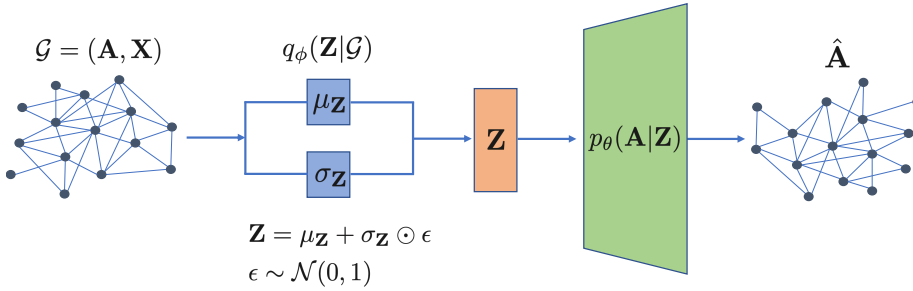 𝒢 = (𝐀, 𝐗)
q_ϕ(𝐙|𝒢)
μ_𝐙
σ_𝐙
𝐙 = μ_𝐙 + σ_𝐙 ⊙ ϵ
ϵ ∼ 𝒩(0, 1)
𝐙
p_θ(𝐀|𝐙)
𝐀̂